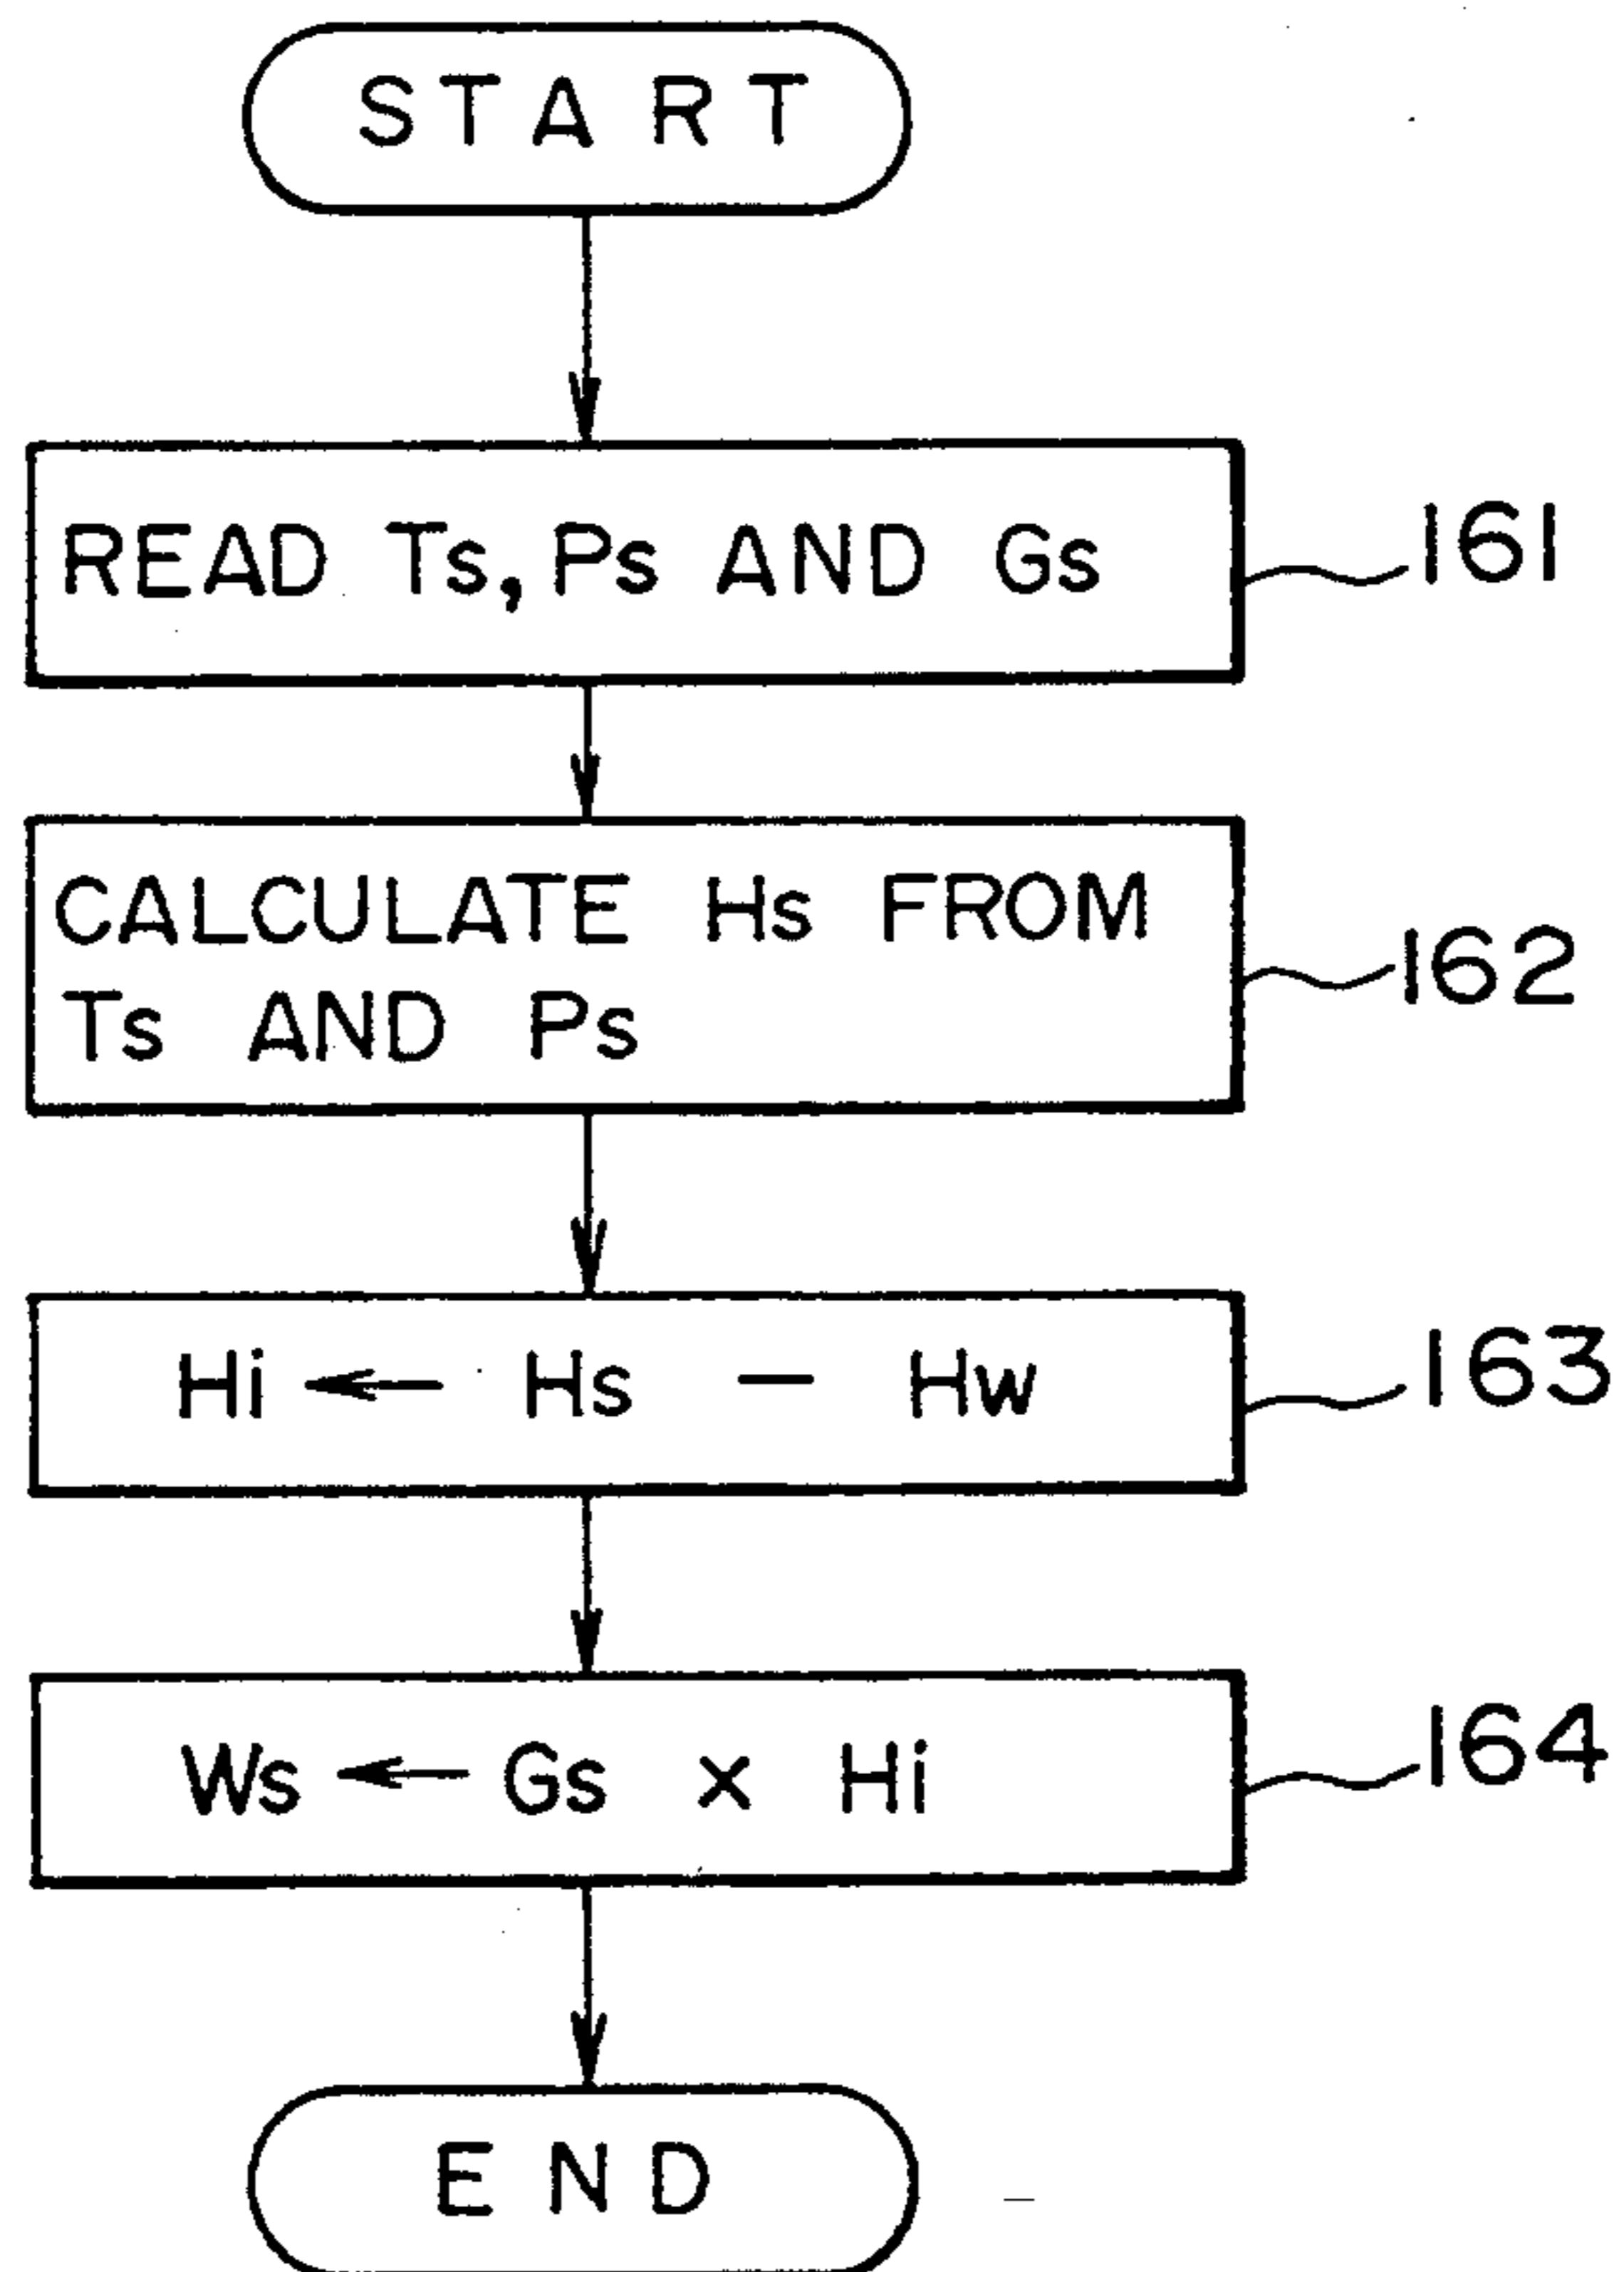 START
READ Ts, Ps AND Gs
161
CALCULATE Hs FROM
Ts AND Ps
162
Hi ← Hs − Hw
163
Ws ← Gs × Hi
164
END